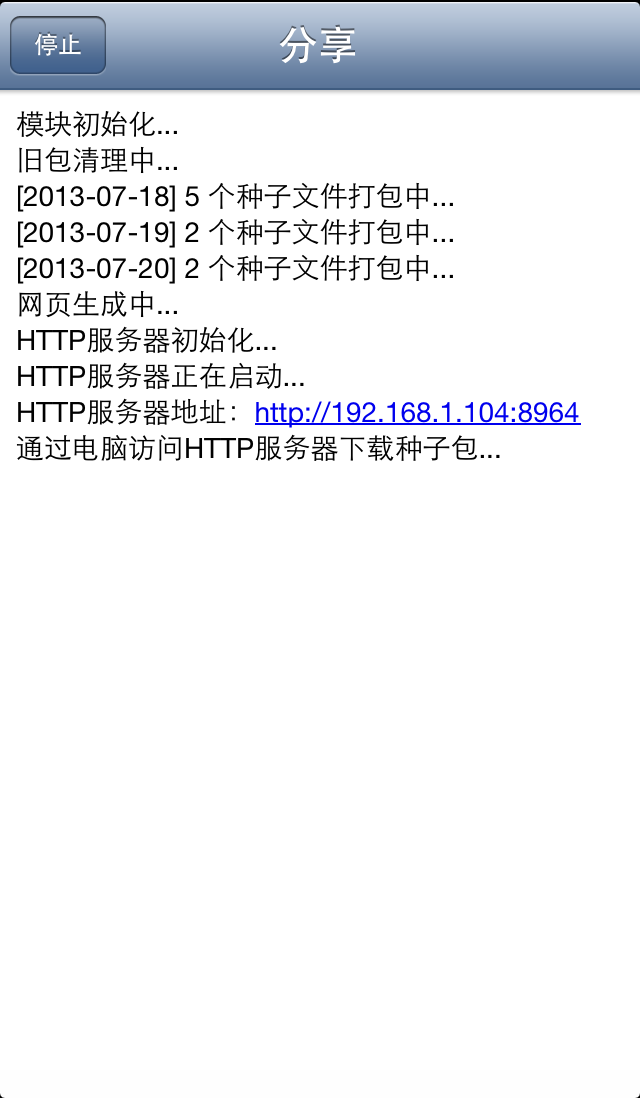 停止
分享
模块初始化...
旧包清理中...
[2013-07-18] 5 个种子文件打包中...
[2013-07-19] 2 个种子文件打包中...
[2013-07-20] 2 个种子文件打包中...
网页生成中...
HTTP服务器初始化...
HTTP服务器正在启动...
HTTP服务器地址：http://192.168.1.104:8964
通过电脑访问HTTP服务器下载种子包...